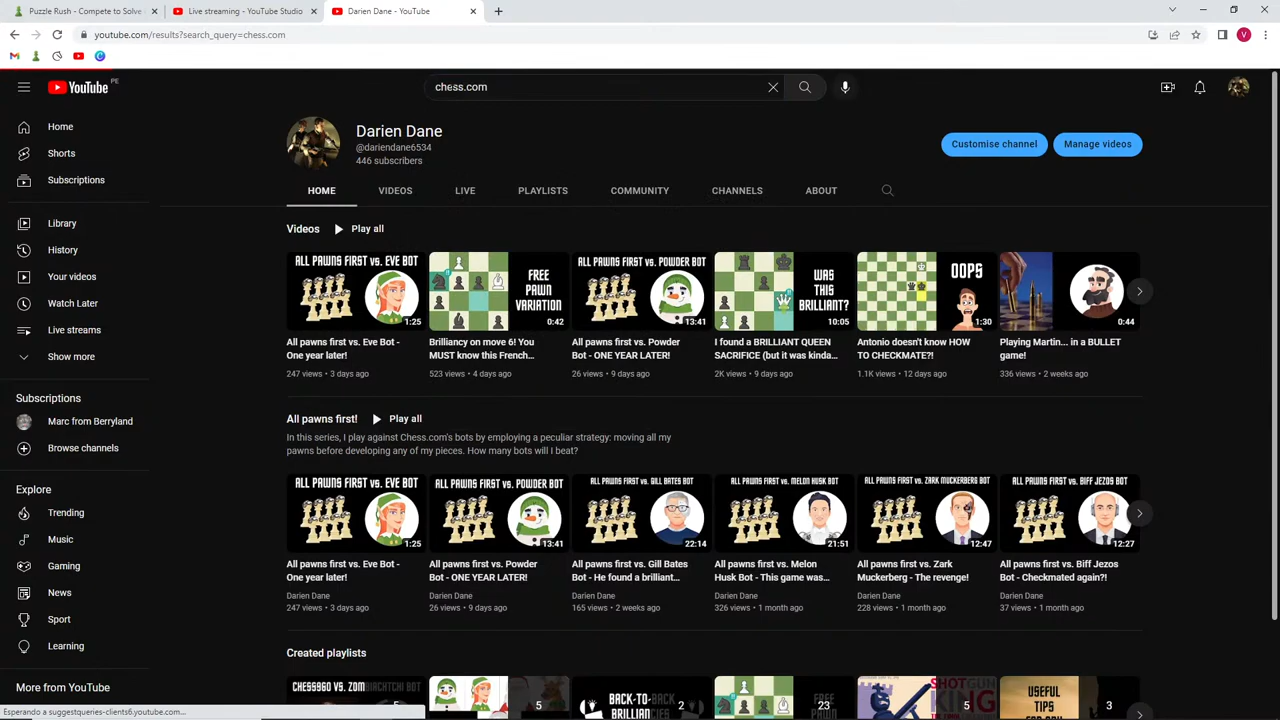 Puzzle Rush - Compete to Solve
Live streaming - YouTube Studio
Darien Dane - YouTube
youtube.com/results?search_query=chess.com
V
YouTube PE
chess.com
Home
Shorts
Subscriptions
Library
History
Your videos
Watch Later
Live streams
Show more
Subscriptions
Marc from Berryland
Browse channels
Explore
Trending
Music
Gaming
News
Sport
Learning
More from YouTube
Darien Dane
@dariendane6534
446 subscribers
Customise channel
Manage videos
HOME
VIDEOS
LIVE
PLAYLISTS
COMMUNITY
CHANNELS
ABOUT
Videos
Play all
ALL PAWNS FIRST VS. EVE BOT
1:25
FREE
PAWN
VARIATION
0:42
ALL PAWNS FIRST VS. POWDER BOT
13:41
WAS
THIS
BRILLIANT?
10:05
OOPS
1:30
0:44
All pawns first vs. Eve Bot -
One year later!
247 views • 3 days ago
Brilliancy on move 6! You
MUST know this French...
523 views • 4 days ago
All pawns first vs. Powder
Bot - ONE YEAR LATER!
26 views • 9 days ago
I found a BRILLIANT QUEEN
SACRIFICE (but it was kinda...
2K views • 9 days ago
Antonio doesn't know HOW
TO CHECKMATE?!
1.1K views • 12 days ago
Playing Martin... in a BULLET
game!
336 views • 2 weeks ago
All pawns first!
Play all
In this series, I play against Chess.com's bots by employing a peculiar strategy: moving all my
pawns before developing any of my pieces. How many bots will I beat?
ALL PAWNS FIRST VS. EVE BOT
1:25
ALL PAWNS FIRST VS. POWDER BOT
13:41
ALL PAWNS FIRST VS. GILL BATES BOT
22:14
ALL PAWNS FIRST VS. MELON HUSK BOT
21:51
ALL PAWNS FIRST VS. ZARK MUCKERBERG BOT
12:47
ALL PAWNS FIRST VS. BIFF JEZOS BOT
12:27
All pawns first vs. Eve Bot -
One year later!
Darien Dane
247 views • 3 days ago
All pawns first vs. Powder
Bot - ONE YEAR LATER!
Darien Dane
26 views • 9 days ago
All pawns first vs. Gill Bates
Bot - He found a brilliant...
Darien Dane
165 views • 2 weeks ago
All pawns first vs. Melon
Husk Bot - This game was...
Darien Dane
326 views • 1 month ago
All pawns first vs. Zark
Muckerberg - The revenge!
Darien Dane
228 views • 1 month ago
All pawns first vs. Biff Jezos
Bot - Checkmated again?!
Darien Dane
37 views • 1 month ago
Created playlists
CHESS960 VS.
5
5
BACK-TO-
BRILLIAN
2
FREE
PAWN
23
SHOTGUN
KING
5
USEFUL
TIPS
3
Esperando a suggestqueries-clients6.youtube.com...